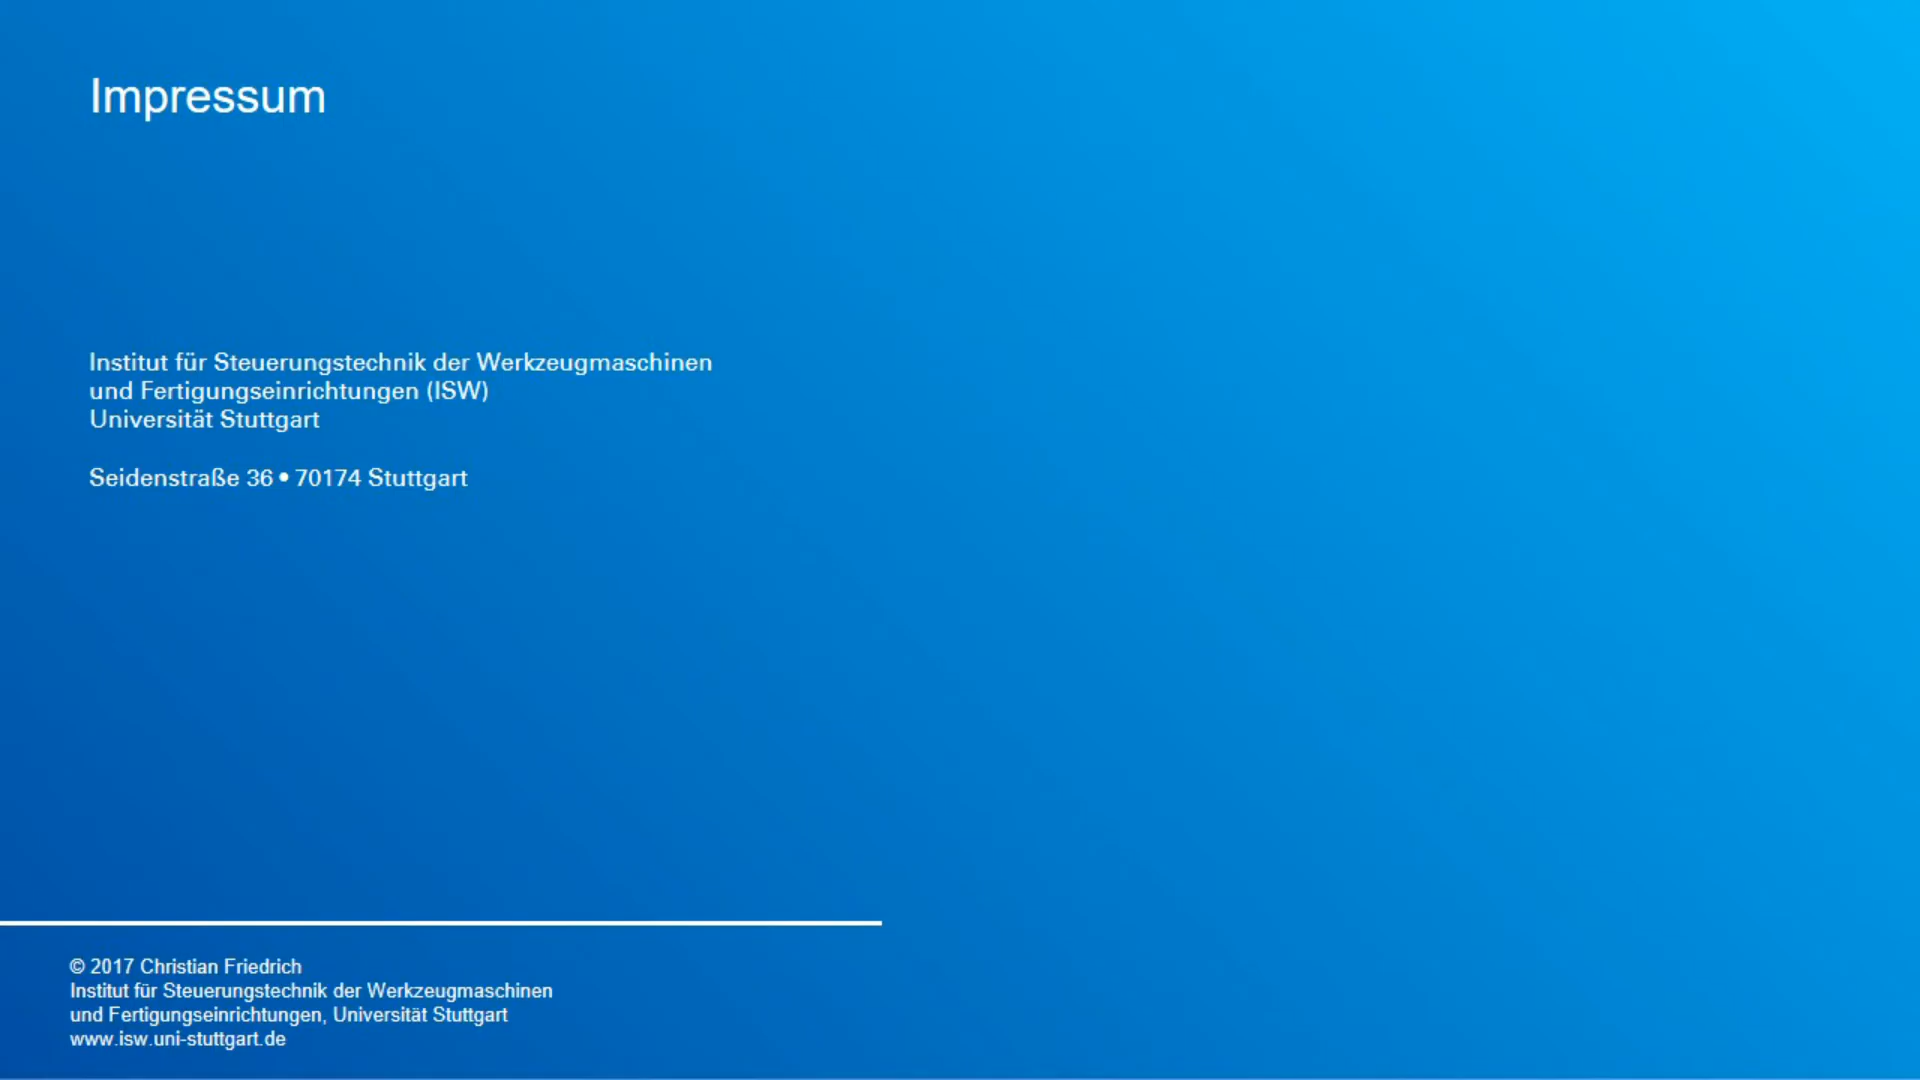 Impressum
Institut für Steuerungstechnik der Werkzeugmaschinen
und Fertigungseinrichtungen (ISW)
Universität Stuttgart
Seidenstraße 36 • 70174 Stuttgart
© 2017 Christian Friedrich
Institut für Steuerungstechnik der Werkzeugmaschinen
und Fertigungseinrichtungen, Universität Stuttgart
www.isw.uni-stuttgart.de